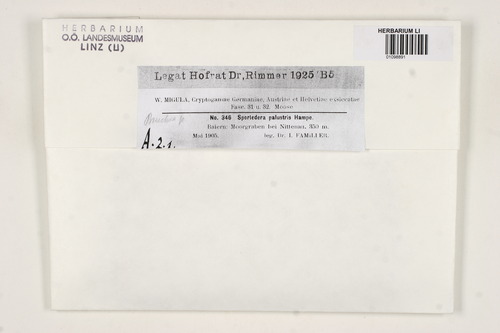 HERBARIUM
O.Ö. LANDESMUSEUM
LINZ (LI)
HERBARIUM LI
Legat Hofrat Dr. Rimmer 1925/B5
W. MIGULA, Cryptogamae Germaniae, Austriae et Helvetiae exsiccatae
Fasc. 31 u. 32. Moose
No. 346 Sporledera palustris Hampe.
Baiern: Moorgraben bei Nittenau, 350 m.
Mai 1905. leg. Dr. I. FAMILLER.
A.2.1.